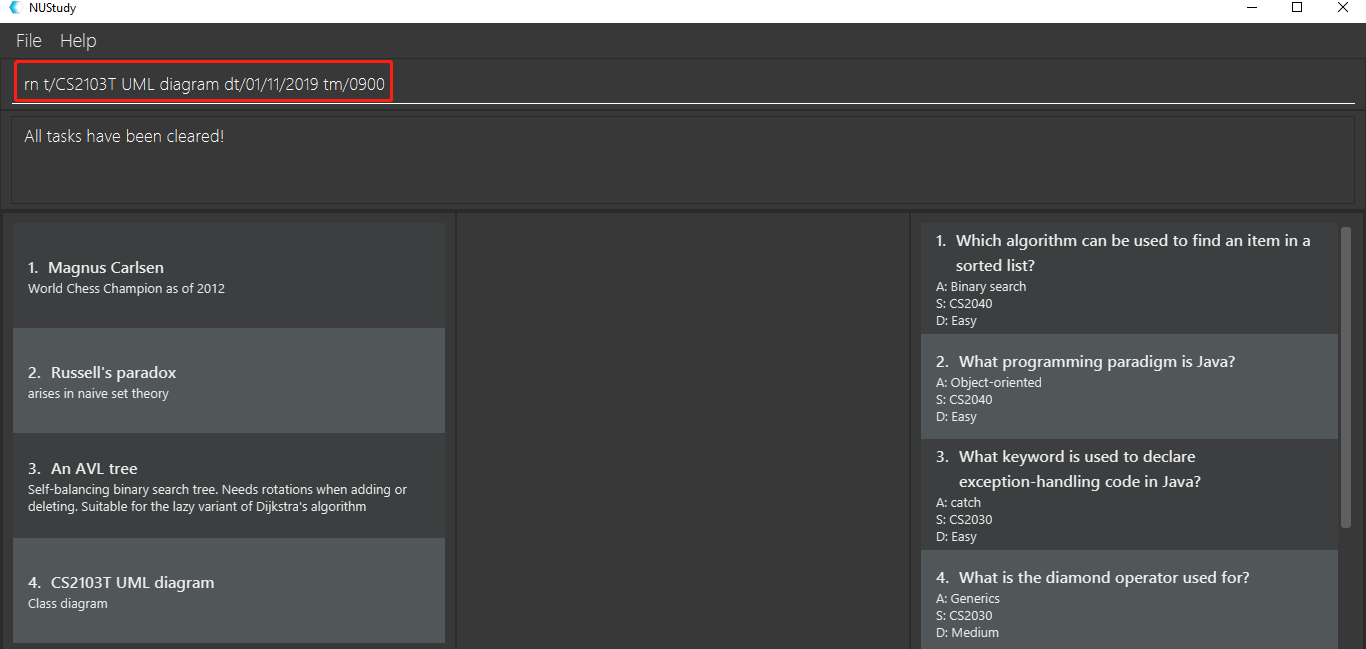 NUStudy
File Help
rn t/CS2103T UML diagram dt/01/11/2019 tm/0900
All tasks have been cleared!
1. Magnus Carlsen
World Chess Champion as of 2012
2. Russell's paradox
arises in naive set theory
3. An AVL tree
Self-balancing binary search tree. Needs rotations when adding or
deleting. Suitable for the lazy variant of Dijkstra's algorithm
4. CS2103T UML diagram
Class diagram
1. Which algorithm can be used to find an item in a
sorted list?
A: Binary search
S: CS2040
D: Easy
2. What programming paradigm is Java?
A: Object-oriented
S: CS2040
D: Easy
3. What keyword is used to declare
exception-handling code in Java?
A: catch
S: CS2030
D: Easy
4. What is the diamond operator used for?
A: Generics
S: CS2030
D: Medium